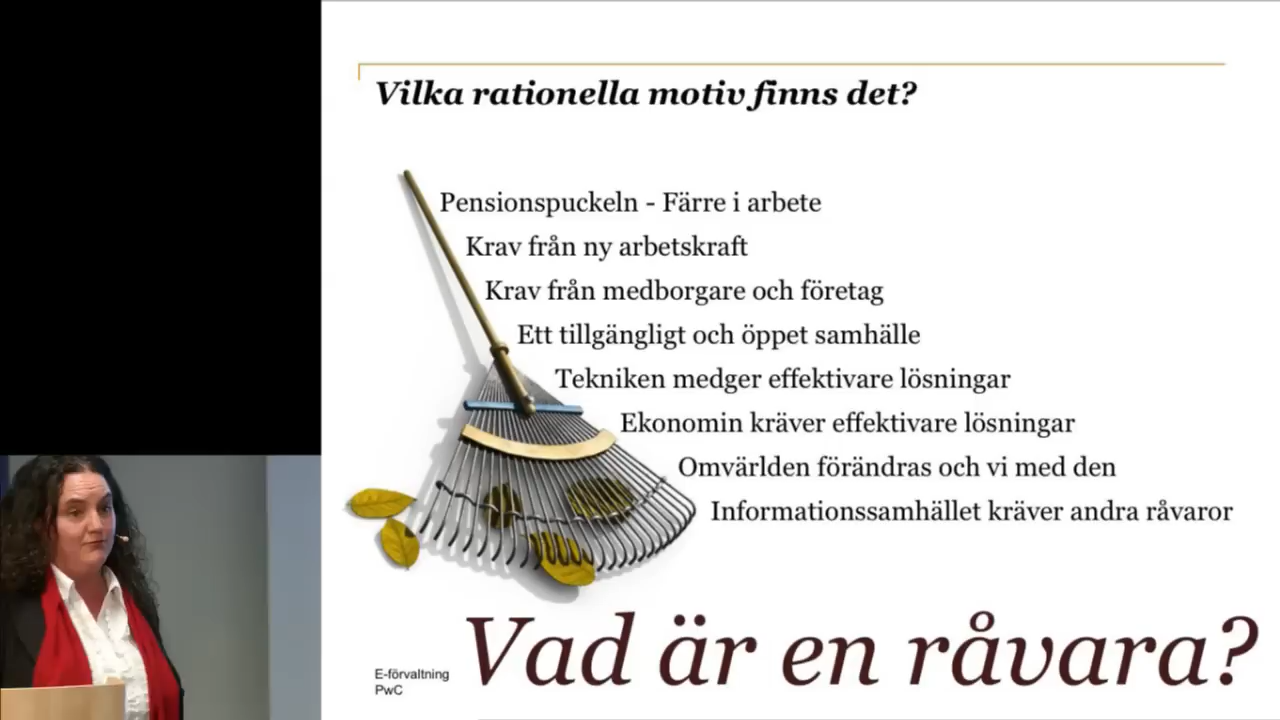 Vilka rationella motiv finns det?
Pensionspuckeln - Färre i arbete
Krav från ny arbetskraft
Krav från medborgare och företag
Ett tillgängligt och öppet samhälle
Tekniken medger effektivare lösningar
Ekonomin kräver effektivare lösningar
Omvärlden förändras och vi med den
Informationssamhället kräver andra råvaror
Vad är en råvara?
E-förvaltning
PwC